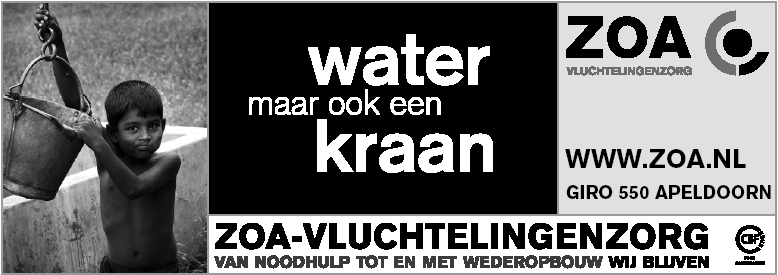 water
maar ook een
kraan
ZOA
VLUCHTELINGENZORG
WWW.ZOA.NL
GIRO 550 APELDOORN
ZOA-VLUCHTELINGENZORG
VAN NOODHULP TOT EN MET WEDEROPBOUW WIJ BLIJVEN
CBF